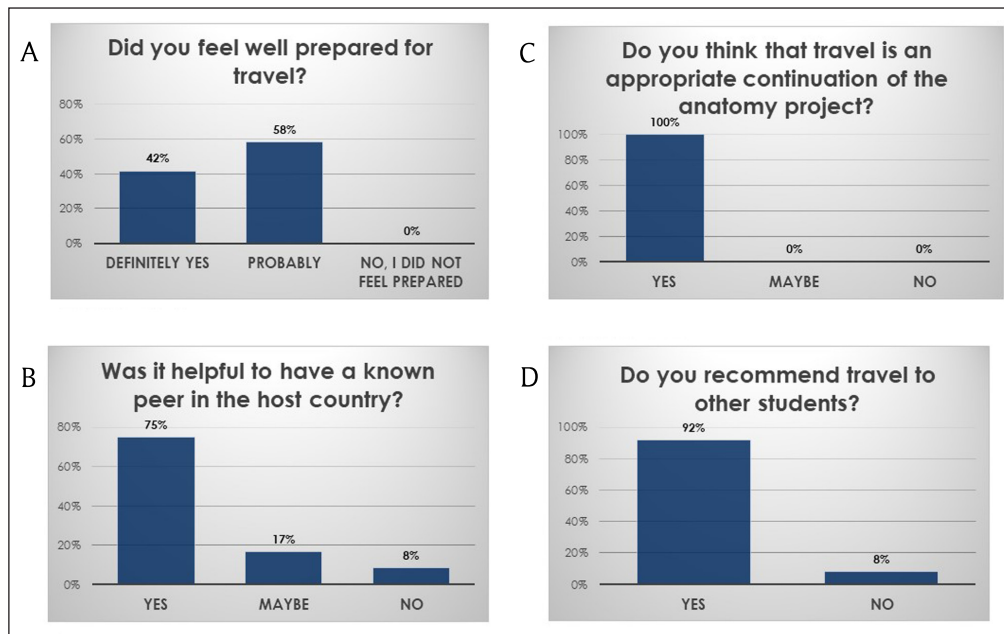 A
Did you feel well prepared for
travel?
80%
60%
40%
20%
0%
42%
58%
0%
DEFINITELY YES
PROBABLY
NO, I DID NOT
FEEL PREPARED
B
Was it helpful to have a known
peer in the host country?
80%
60%
40%
20%
0%
75%
17%
8%
YES
MAYBE
NO
C
Do you think that travel is an
appropriate continuation of the
anatomy project?
100%
80%
60%
40%
20%
0%
100%
0%
0%
YES
MAYBE
NO
D
Do you recommend travel to
other students?
100%
80%
60%
40%
20%
0%
92%
8%
YES
NO